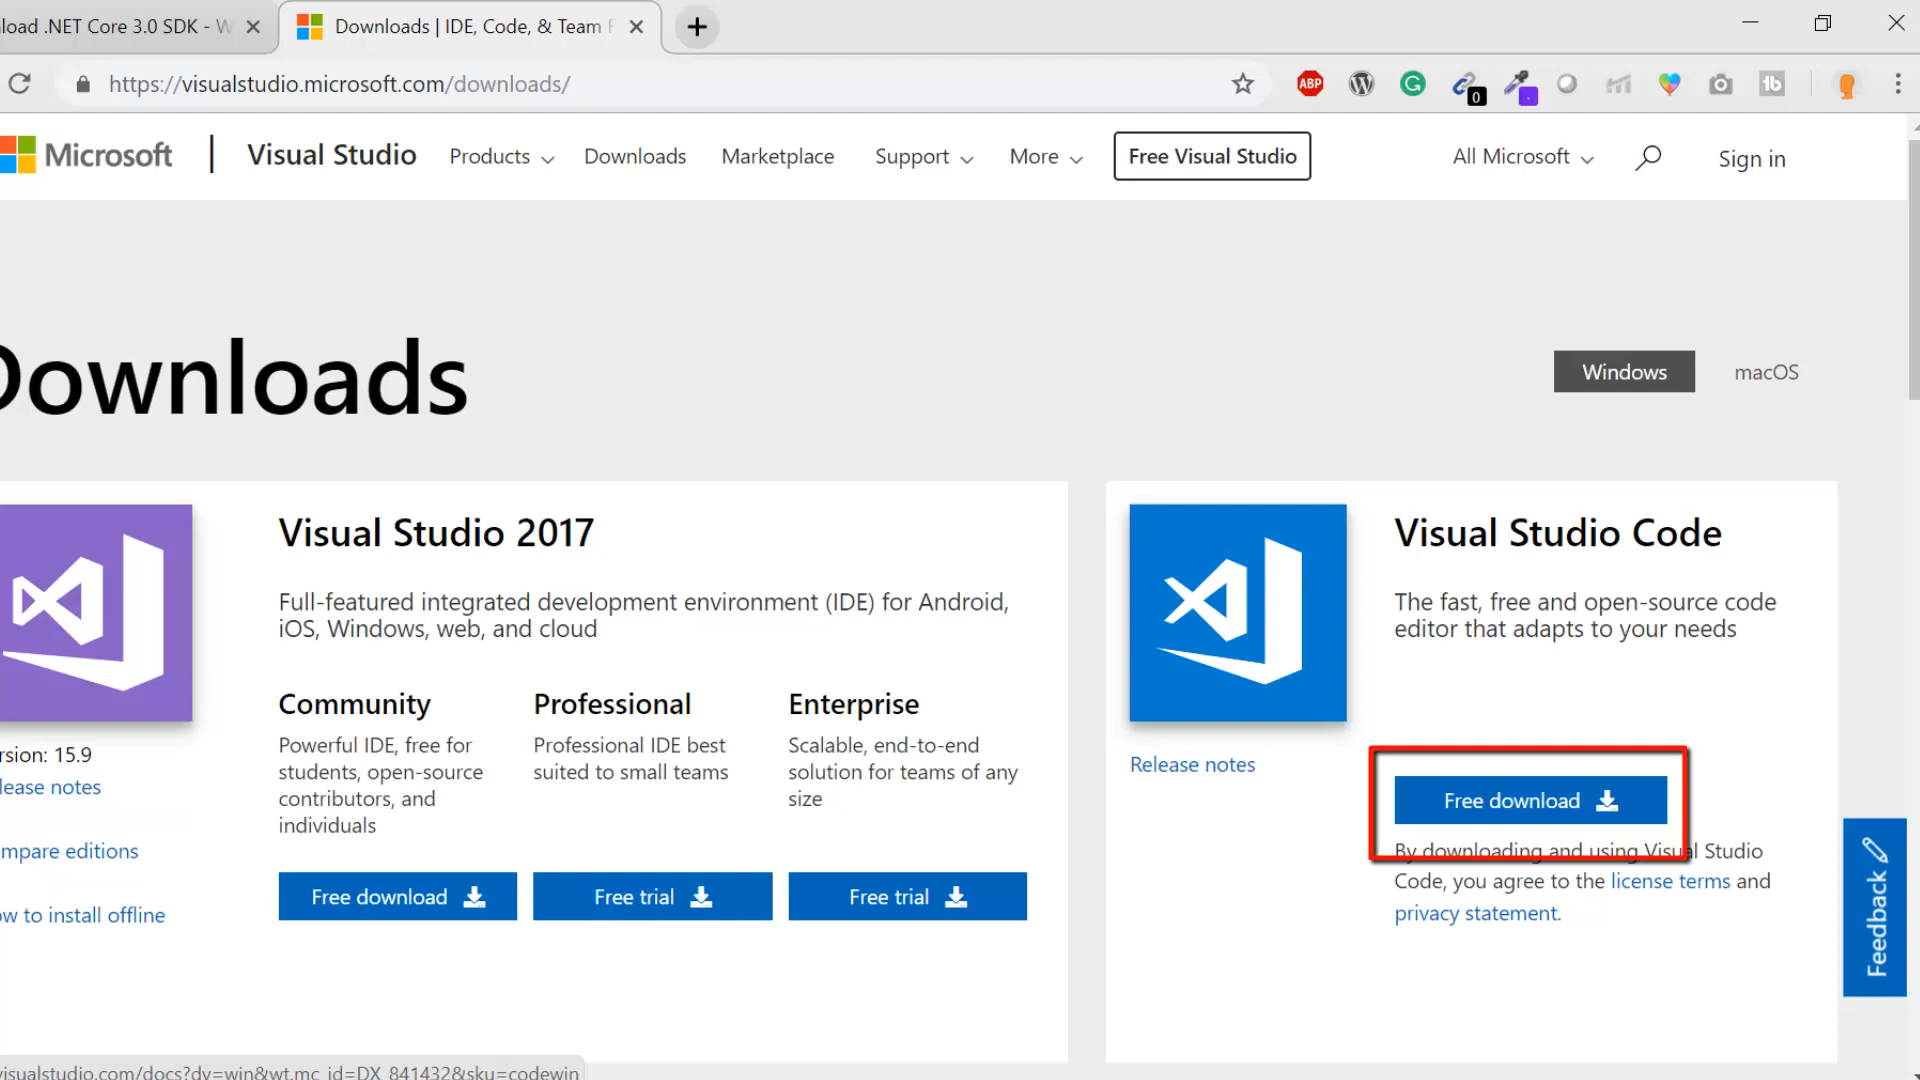 load .NET Core 3.0 SDK - W
Downloads | IDE, Code, & Team F
https://visualstudio.microsoft.com/downloads/
ABP
0
Microsoft
Visual Studio
Products
Downloads
Marketplace
Support
More
Free Visual Studio
All Microsoft
Sign in
Downloads
Windows
macOS
Visual Studio 2017
Full-featured integrated development environment (IDE) for Android,
iOS, Windows, web, and cloud
rsion: 15.9
lease notes
mpare editions
ow to install offline
Community
Powerful IDE, free for
students, open-source
contributors, and
individuals
Free download
Professional
Professional IDE best
suited to small teams
Free trial
Enterprise
Scalable, end-to-end
solution for teams of any
size
Free trial
Visual Studio Code
The fast, free and open-source code
editor that adapts to your needs
Release notes
Free download
By downloading and using Visual Studio
Code, you agree to the license terms and
privacy statement.
Feedback
visualstudio.com/docs?dv=win&wt.mc_id=DX_841432&sku=codewin